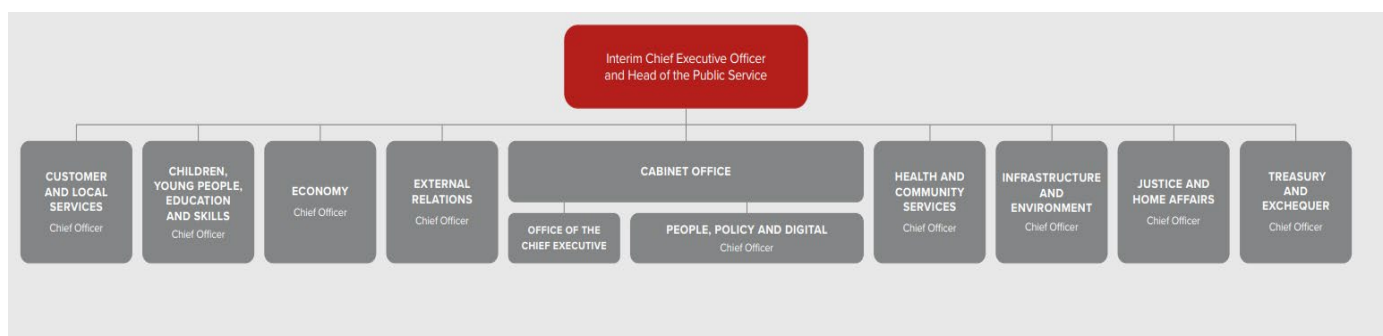 Interim Chief Executive Officer
and Head of the Public Service
CUSTOMER
AND LOCAL
SERVICES
Chief Officer
CHILDREN,
YOUNG PEOPLE,
EDUCATION
AND SKILLS
Chief Officer
ECONOMY
Chief Officer
EXTERNAL
RELATIONS
Chief Officer
CABINET OFFICE
OFFICE OF THE
CHIEF EXECUTIVE
PEOPLE, POLICY AND DIGITAL
Chief Officer
HEALTH AND
COMMUNITY
SERVICES
Chief Officer
INFRASTRUCTURE
AND
ENVIRONMENT
Chief Officer
JUSTICE AND
HOME AFFAIRS
Chief Officer
TREASURY
AND
EXCHEQUER
Chief Officer